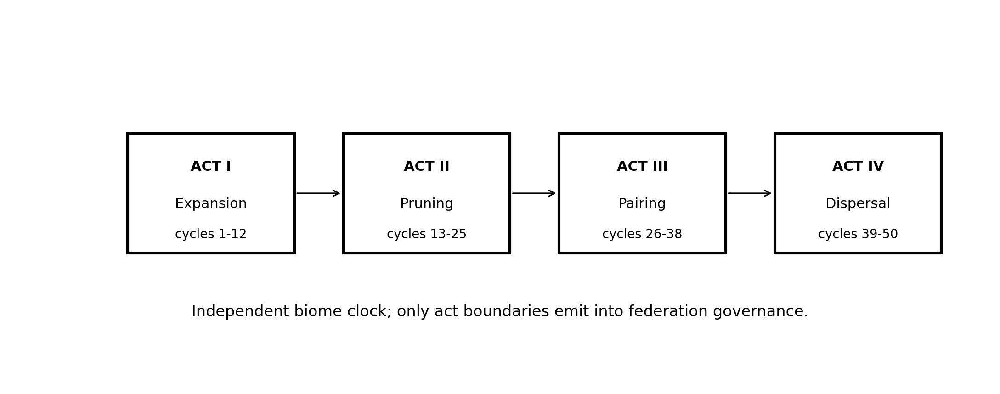 ACT I
Expansion
cycles 1-12
ACT II
Pruning
cycles 13-25
ACT III
Pairing
cycles 26-38
ACT IV
Dispersal
cycles 39-50
Independent biome clock; only act boundaries emit into federation governance.